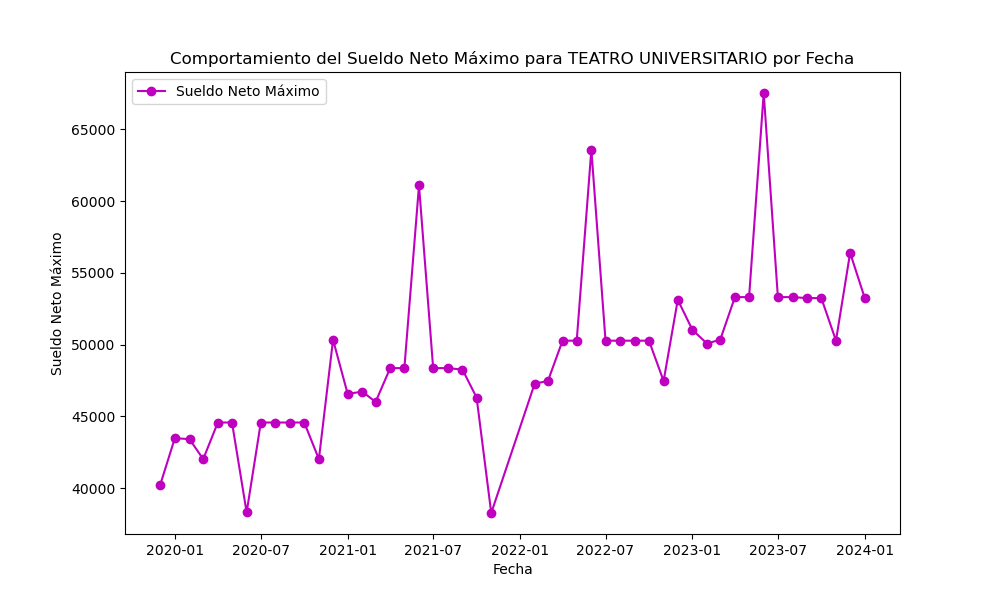 Comportamiento del Sueldo Neto Máximo para TEATRO UNIVERSITARIO por Fecha
Sueldo Neto Máximo
Sueldo Neto Máximo
65000
60000
55000
50000
45000
40000
2020-01 2020-07 2021-01 2021-07 2022-01 2022-07 2023-01 2023-07 2024-01
Fecha